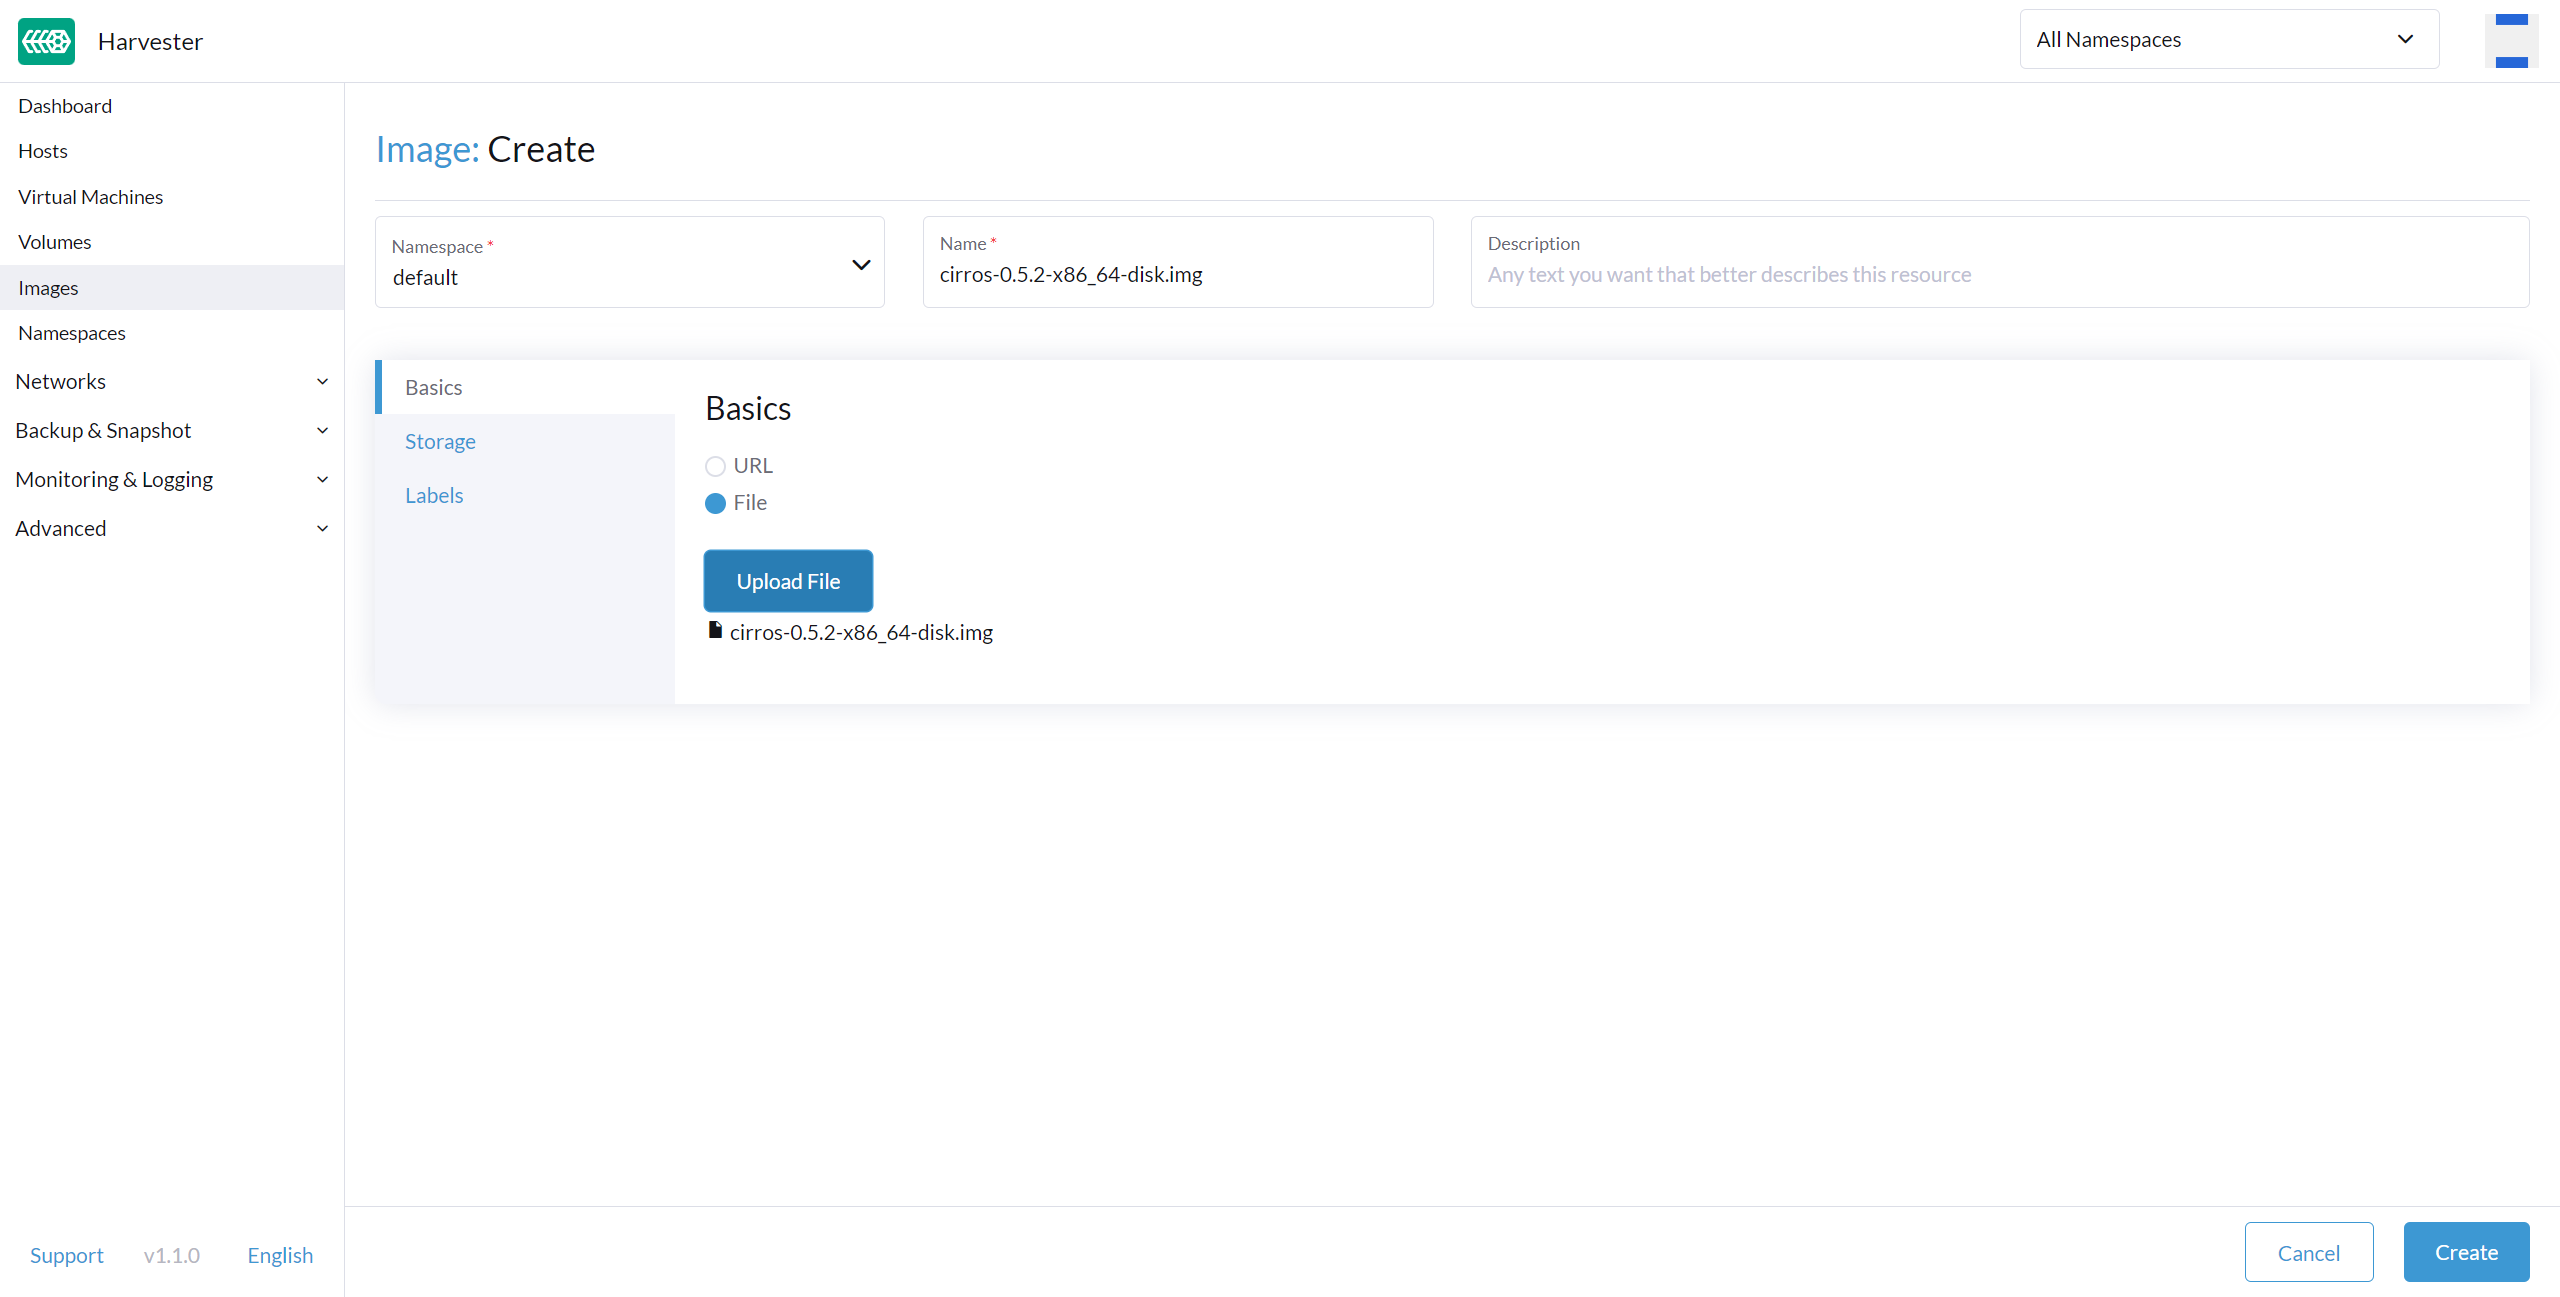 Harvester
All Namespaces
Dashboard
Hosts
Virtual Machines
Volumes
Images
Namespaces
Networks
Backup & Snapshot
Monitoring & Logging
Advanced
Support v1.1.0 English
Image: Create
Namespace *
default
Name *
cirros-0.5.2-x86_64-disk.img
Description
Any text you want that better describes this resource
Basics
Storage
Labels
Basics
URL
File
Upload File
cirros-0.5.2-x86_64-disk.img
Cancel
Create